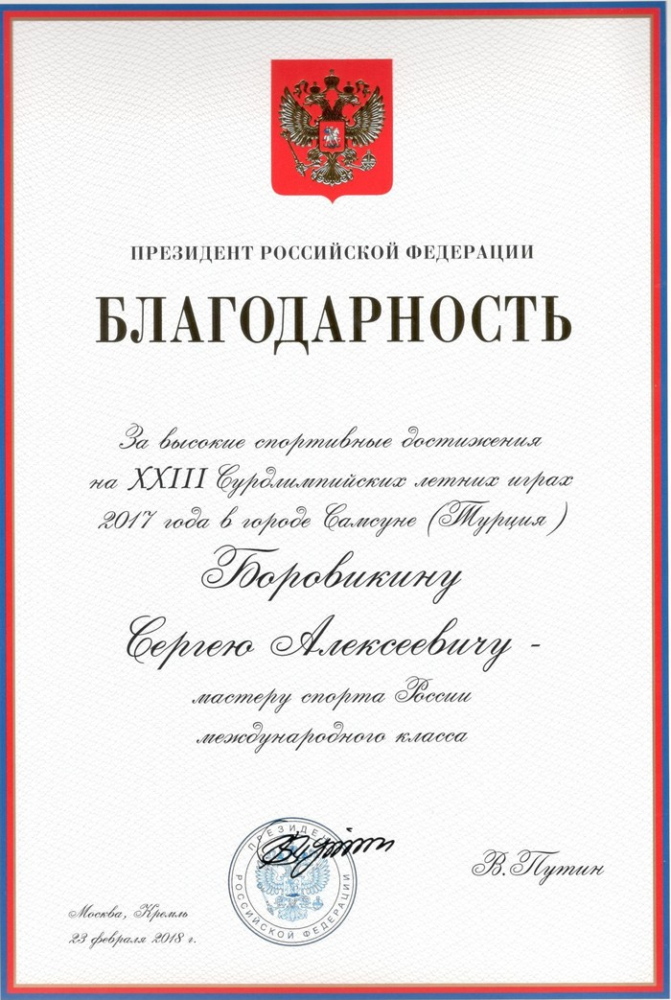 ПРЕЗИДЕНТ РОССИЙСКОЙ ФЕДЕРАЦИИ
БЛАГОДАРНОСТЬ
За высокие спортивные достижения
на XXIII Сурдлимпийских летних играх
2017 года в городе Самсуне (Турция)
Боровикину
Сергею Алексеевичу -
мастеру спорта России
международного класса
ПРЕЗИДЕНТ
РОССИЙСКОЙ ФЕДЕРАЦИИ
В.Путин
Москва, Кремль
23 февраля 2018 г.